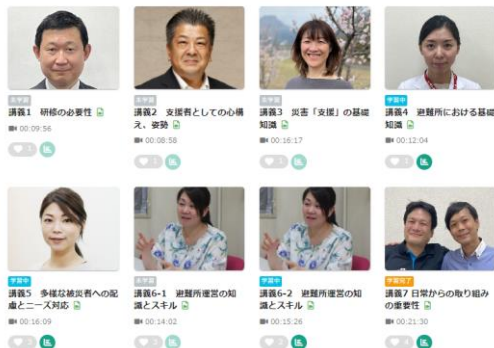 未学習
講義1 研修の必要性
00:09:56
未学習
講義2 支援者としての心構
え、姿勢
00:08:58
未学習
講義3 災害「支援」の基礎
知識
00:16:17
学習中
講義4 避難所における基礎
知識
00:12:04
学習中
講義5 多様な被災者への配
慮とニーズ対応
00:16:09
未学習
講義6-1 避難所運営の知
識とスキル
00:14:02
学習中
講義6-2 避難所運営の知
識とスキル
00:15:26
学習完了
講義7 日常からの取り組み
の重要性
00:21:30